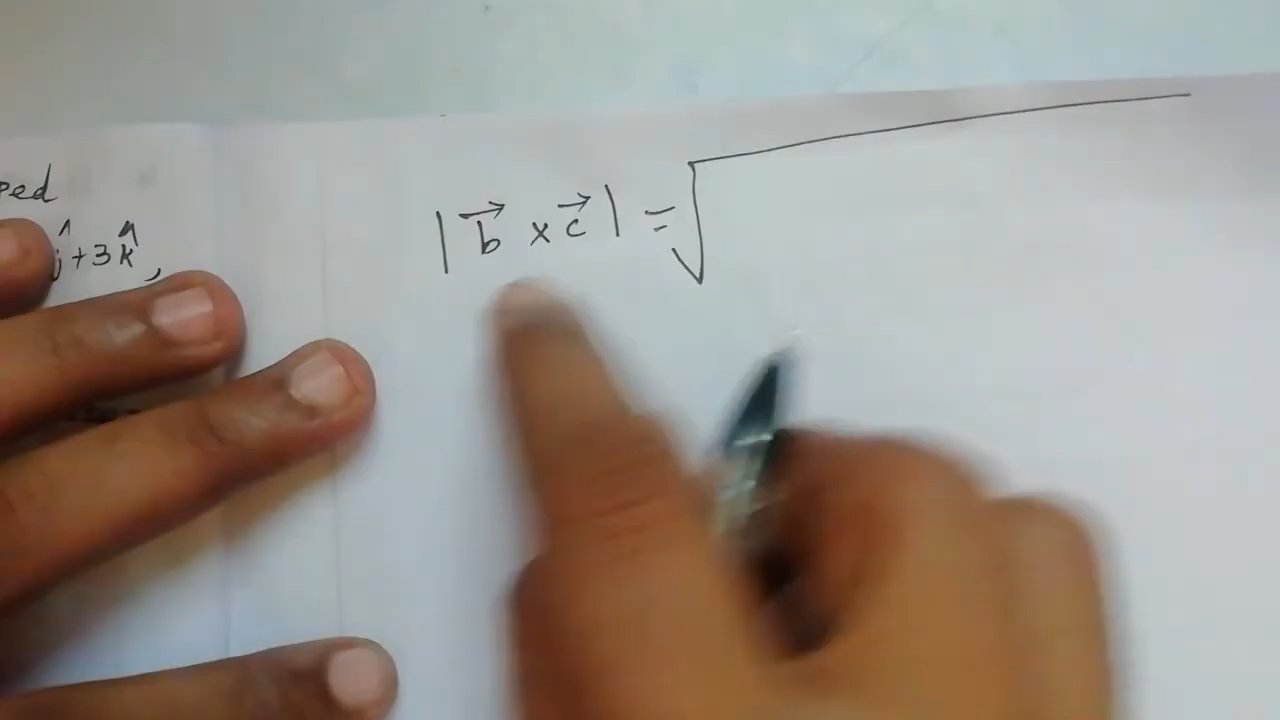 ped
ĵ + 3k̂,
|b⃗ × c⃗| = √